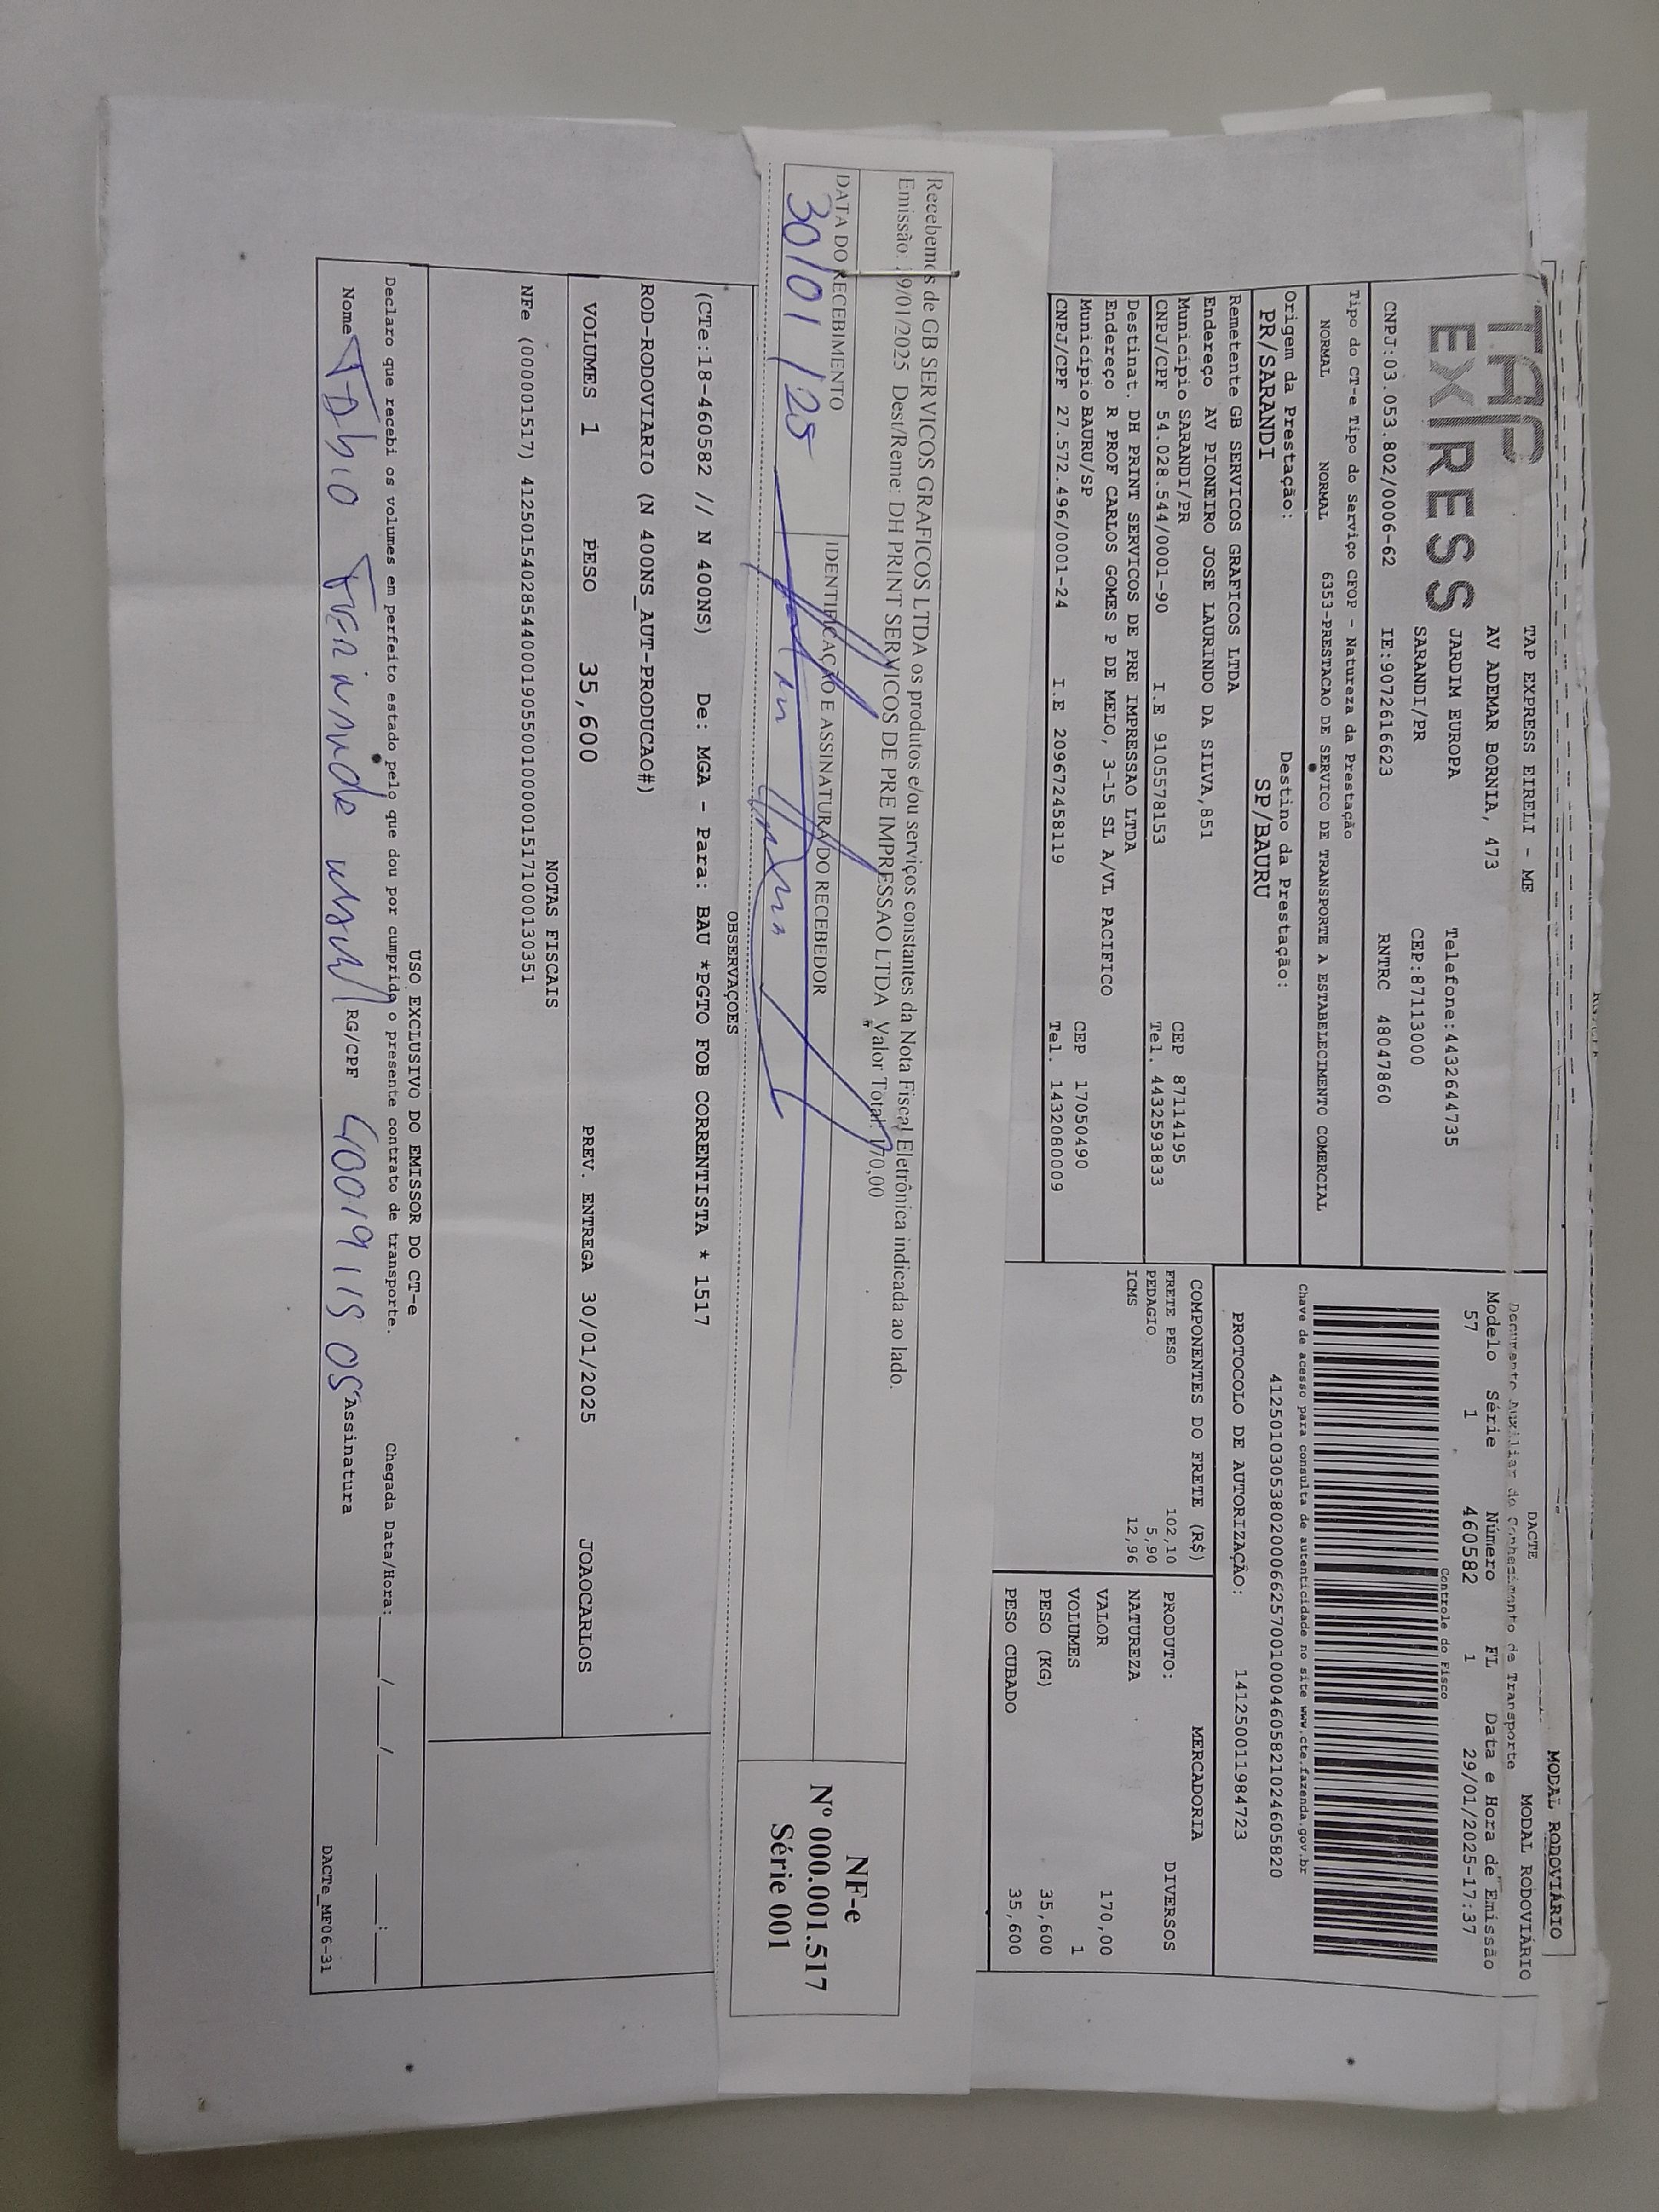 MODAL RODOVIÁRIO
TAP EXPRESS
TAP EXPRESS EIRELI - ME
AV ADEMAR BORNIA, 473
JARDIM EUROPA Telefone:4432644735
SARANDI/PR CEP:87113000
CNPJ:03.053.802/0006-62 IE:9072616623 RNTRC 48047860
DACTE MODAL RODOVIÁRIO
Documento Auxiliar do Conhecimento de Transporte
Modelo Série Número FL Data e Hora de Emissão
57 1 460582 1 29/01/2025-17:37
Controle do Fisco
Chave de acesso para consulta de autenticidade no site www.cte.fazenda.gov.br
41250103053802000662570010004605821024605820
PROTOCOLO DE AUTORIZAÇÃO: 141250011984723
Tipo do CT-e Tipo do Serviço CFOP - Natureza da Prestação
NORMAL NORMAL 6353-PRESTACAO DE SERVICO DE TRANSPORTE A ESTABELECIMENTO COMERCIAL
Origem da Prestação: Destino da Prestação:
PR/SARANDI SP/BAURU
Remetente GB SERVICOS GRAFICOS LTDA
Endereço AV PIONEIRO JOSE LAURINDO DA SILVA,851
Município SARANDI/PR CEP 87114195
CNPJ/CPF 54.028.544/0001-90 I.E 9105578153 Tel. 4432593833
Destinat. DH PRINT SERVICOS DE PRE IMPRESSAO LTDA
Endereço R PROF CARLOS GOMES P DE MELO, 3-15 SL A/VL PACIFICO
Município BAURU/SP CEP 17050490
CNPJ/CPF 27.572.496/0001-24 I.E 209672458119 Tel. 1432080009
COMPONENTES DO FRETE (R$)
FRETE PESO 102,10
PEDAGIO 5,90
ICMS 12,96
MERCADORIA
PRODUTO: DIVERSOS
NATUREZA
VALOR 170,00
VOLUMES 1
PESO (KG) 35,600
PESO CUBADO 35,600
Recebemos de GB SERVICOS GRAFICOS LTDA os produtos e/ou serviços constantes da Nota Fiscal Eletrônica indicada ao lado.
Emissão: 29/01/2025 Dest/Reme: DH PRINT SERVICOS DE PRE IMPRESSAO LTDA Valor Total: 170,00
DATA DO RECEBIMENTO IDENTIFICAÇÃO E ASSINATURA DO RECEBEDOR
30/01/25
NF-e
Nº 000.001.517
Série 001
OBSERVAÇOES
(CTe:18-460582 // N 400NS) De: MGA - Para: BAU *PGTO FOB CORRENTISTA * 1517
ROD-RODOVIARIO (N 400NS_AUT-PRODUCAO#)
VOLUMES 1 PESO 35,600 PREV. ENTREGA 30/01/2025 JOAOCARLOS
NOTAS FISCAIS
NFe (000001517) 41250154028544000190550010000015171000130351
USO EXCLUSIVO DO EMISSOR DO CT-e
Declaro que recebi os volumes em perfeito estado pelo que dou por cumprido o presente contrato de transporte. Chegada Data/Hora: ___/___/_____ ___:___
Nome RG/CPF 400191 15 05 Assinatura
DACTe_MF06-31